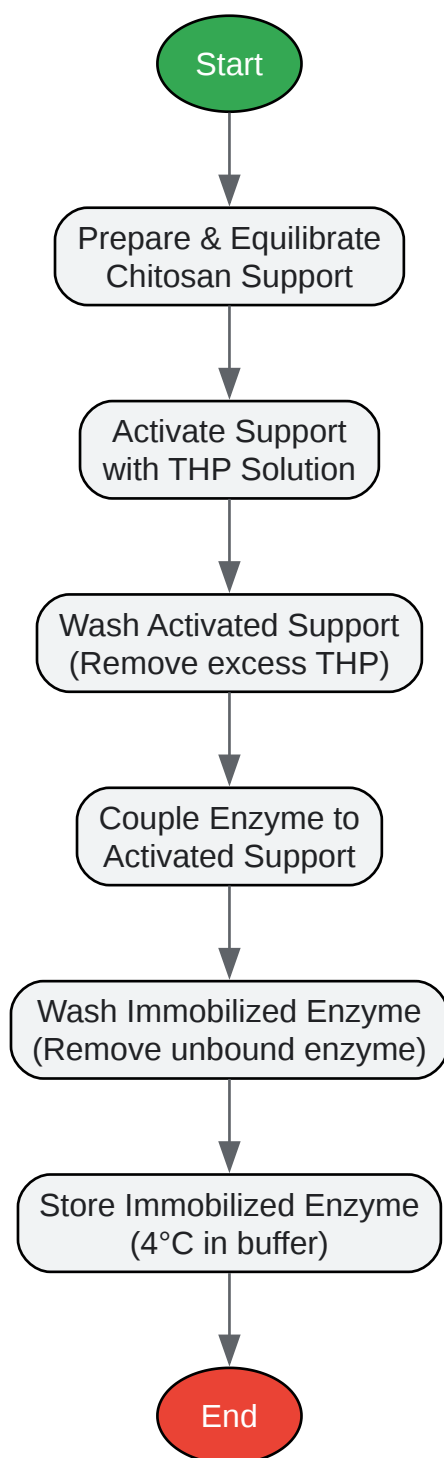 Start
Prepare & Equilibrate
Chitosan Support
Activate Support
with THP Solution
Wash Activated Support
(Remove excess THP)
Couple Enzyme to
Activated Support
Wash Immobilized Enzyme
(Remove unbound enzyme)
Store Immobilized Enzyme
(4°C in buffer)
End